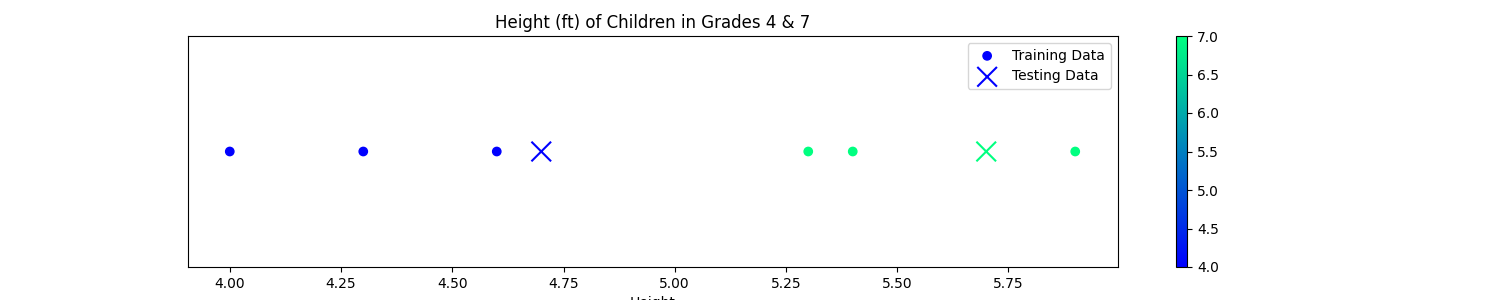 Height (ft) of Children in Grades 4 & 7
Training Data
Testing Data
7.0
6.5
6.0
5.5
5.0
4.5
4.0
4.00 4.25 4.50 4.75 5.00 5.25 5.50 5.75
Height